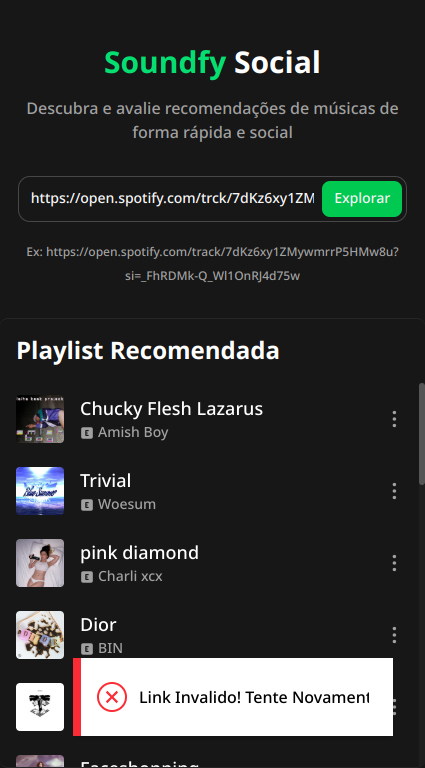 Soundfy Social
Descubra e avalie recomendações de músicas de
forma rápida e social
https://open.spotify.com/trck/7dKz6xy1ZM
Explorar
Ex: https://open.spotify.com/track/7dKz6xy1ZMywmrrP5HMw8u?
si=_FhRDMk-Q_Wl1OnRJ4d75w
Playlist Recomendada
Chucky Flesh Lazarus
E Amish Boy
Trivial
E Woesum
pink diamond
E Charli xcx
Dior
E BIN
Link Invalido! Tente Novament
Faceshopping